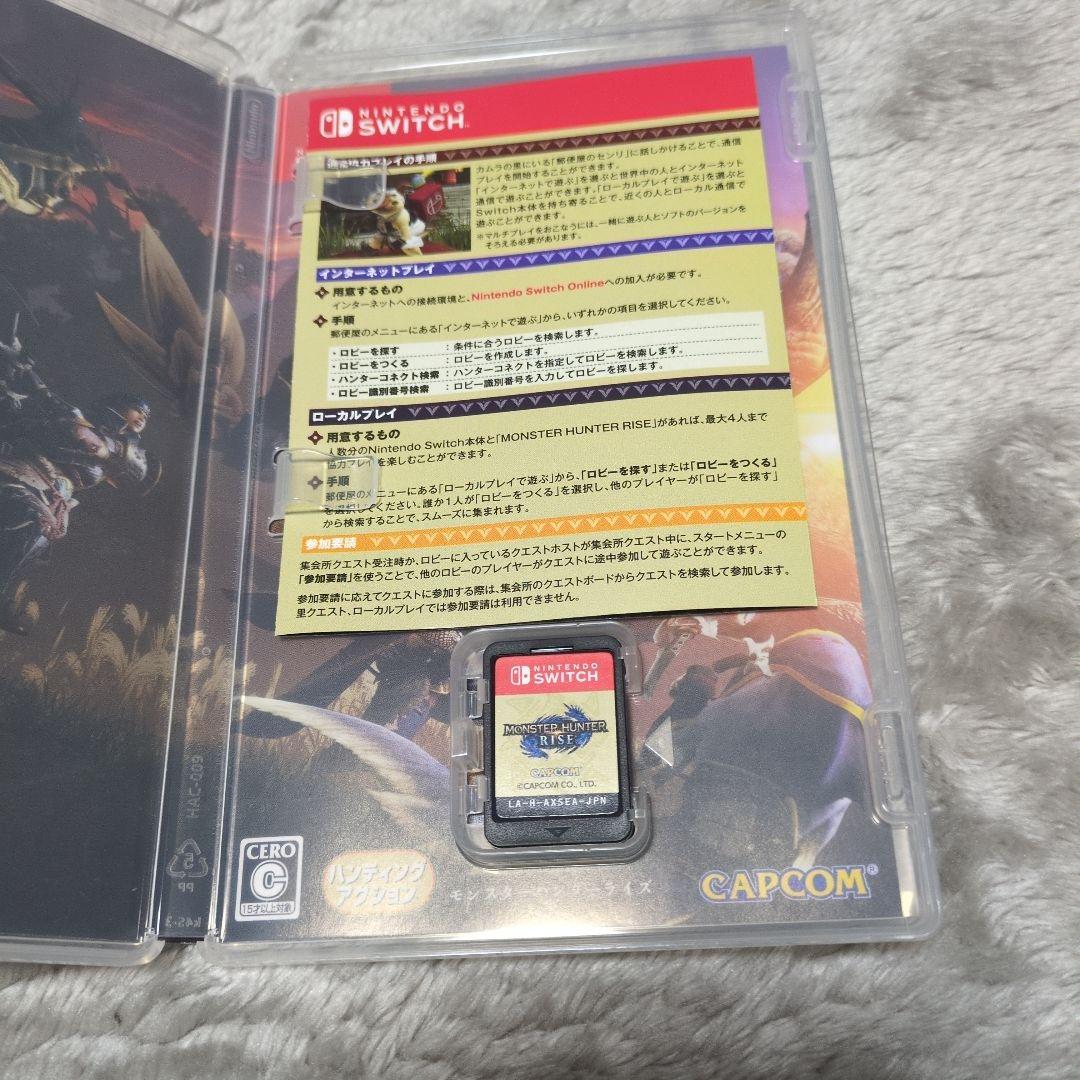 NINTENDO
SWITCH
通信協力プレイの手順
カムラの里にいる「郵便屋のセンリ」に話しかけることで、通信
プレイを開始することができます。
「インターネットで遊ぶ」を選ぶと世界中の人とインターネット
通信で遊ぶことができます。「ローカルプレイで遊ぶ」を選ぶと
Switch本体を持ち寄ることで、近くの人とローカル通信で
遊ぶことができます。
※マルチプレイをおこなうには、一緒に遊ぶ人とソフトのバージョンを
そろえる必要があります。
インターネットプレイ
用意するもの
インターネットへの接続環境と、Nintendo Switch Onlineへの加入が必要です。
手順
郵便屋のメニューにある「インターネットで遊ぶ」から、いずれかの項目を選択してください。
・ロビーを探す ：条件に合うロビーを検索します。
・ロビーをつくる ：ロビーを作成します。
・ハンターコネクト検索 ：ハンターコネクトを指定してロビーを検索します。
・ロビー識別番号検索 ：ロビー識別番号を入力してロビーを探します。
ローカルプレイ
用意するもの
人数分のNintendo Switch本体と「MONSTER HUNTER RISE」があれば、最大4人まで
協力プレイを楽しむことができます。
手順
郵便屋のメニューにある「ローカルプレイで遊ぶ」から、「ロビーを探す」または「ロビーをつくる」
を選択してください。誰か1人が「ロビーをつくる」を選択し、他のプレイヤーが「ロビーを探す」
から検索することで、スムーズに集まれます。
参加要請
集会所クエスト受注時か、ロビーに入っているクエストホストが集会所クエスト中に、スタートメニューの
「参加要請」を使うことで、他のロビーのプレイヤーがクエストに途中参加して遊ぶことができます。
参加要請に応えてクエストに参加する際は、集会所のクエストボードからクエストを検索して参加します。
里クエスト、ローカルプレイでは参加要請は利用できません。
NINTENDO
SWITCH
MONSTER HUNTER
RISE
CAPCOM
©CAPCOM CO., LTD.
LA-H-AXSEA-JPN
HAC-009
5
PP
CERO
C
15才以上対象
ハンティング
アクション
モンスターハンターライズ
CAPCOM